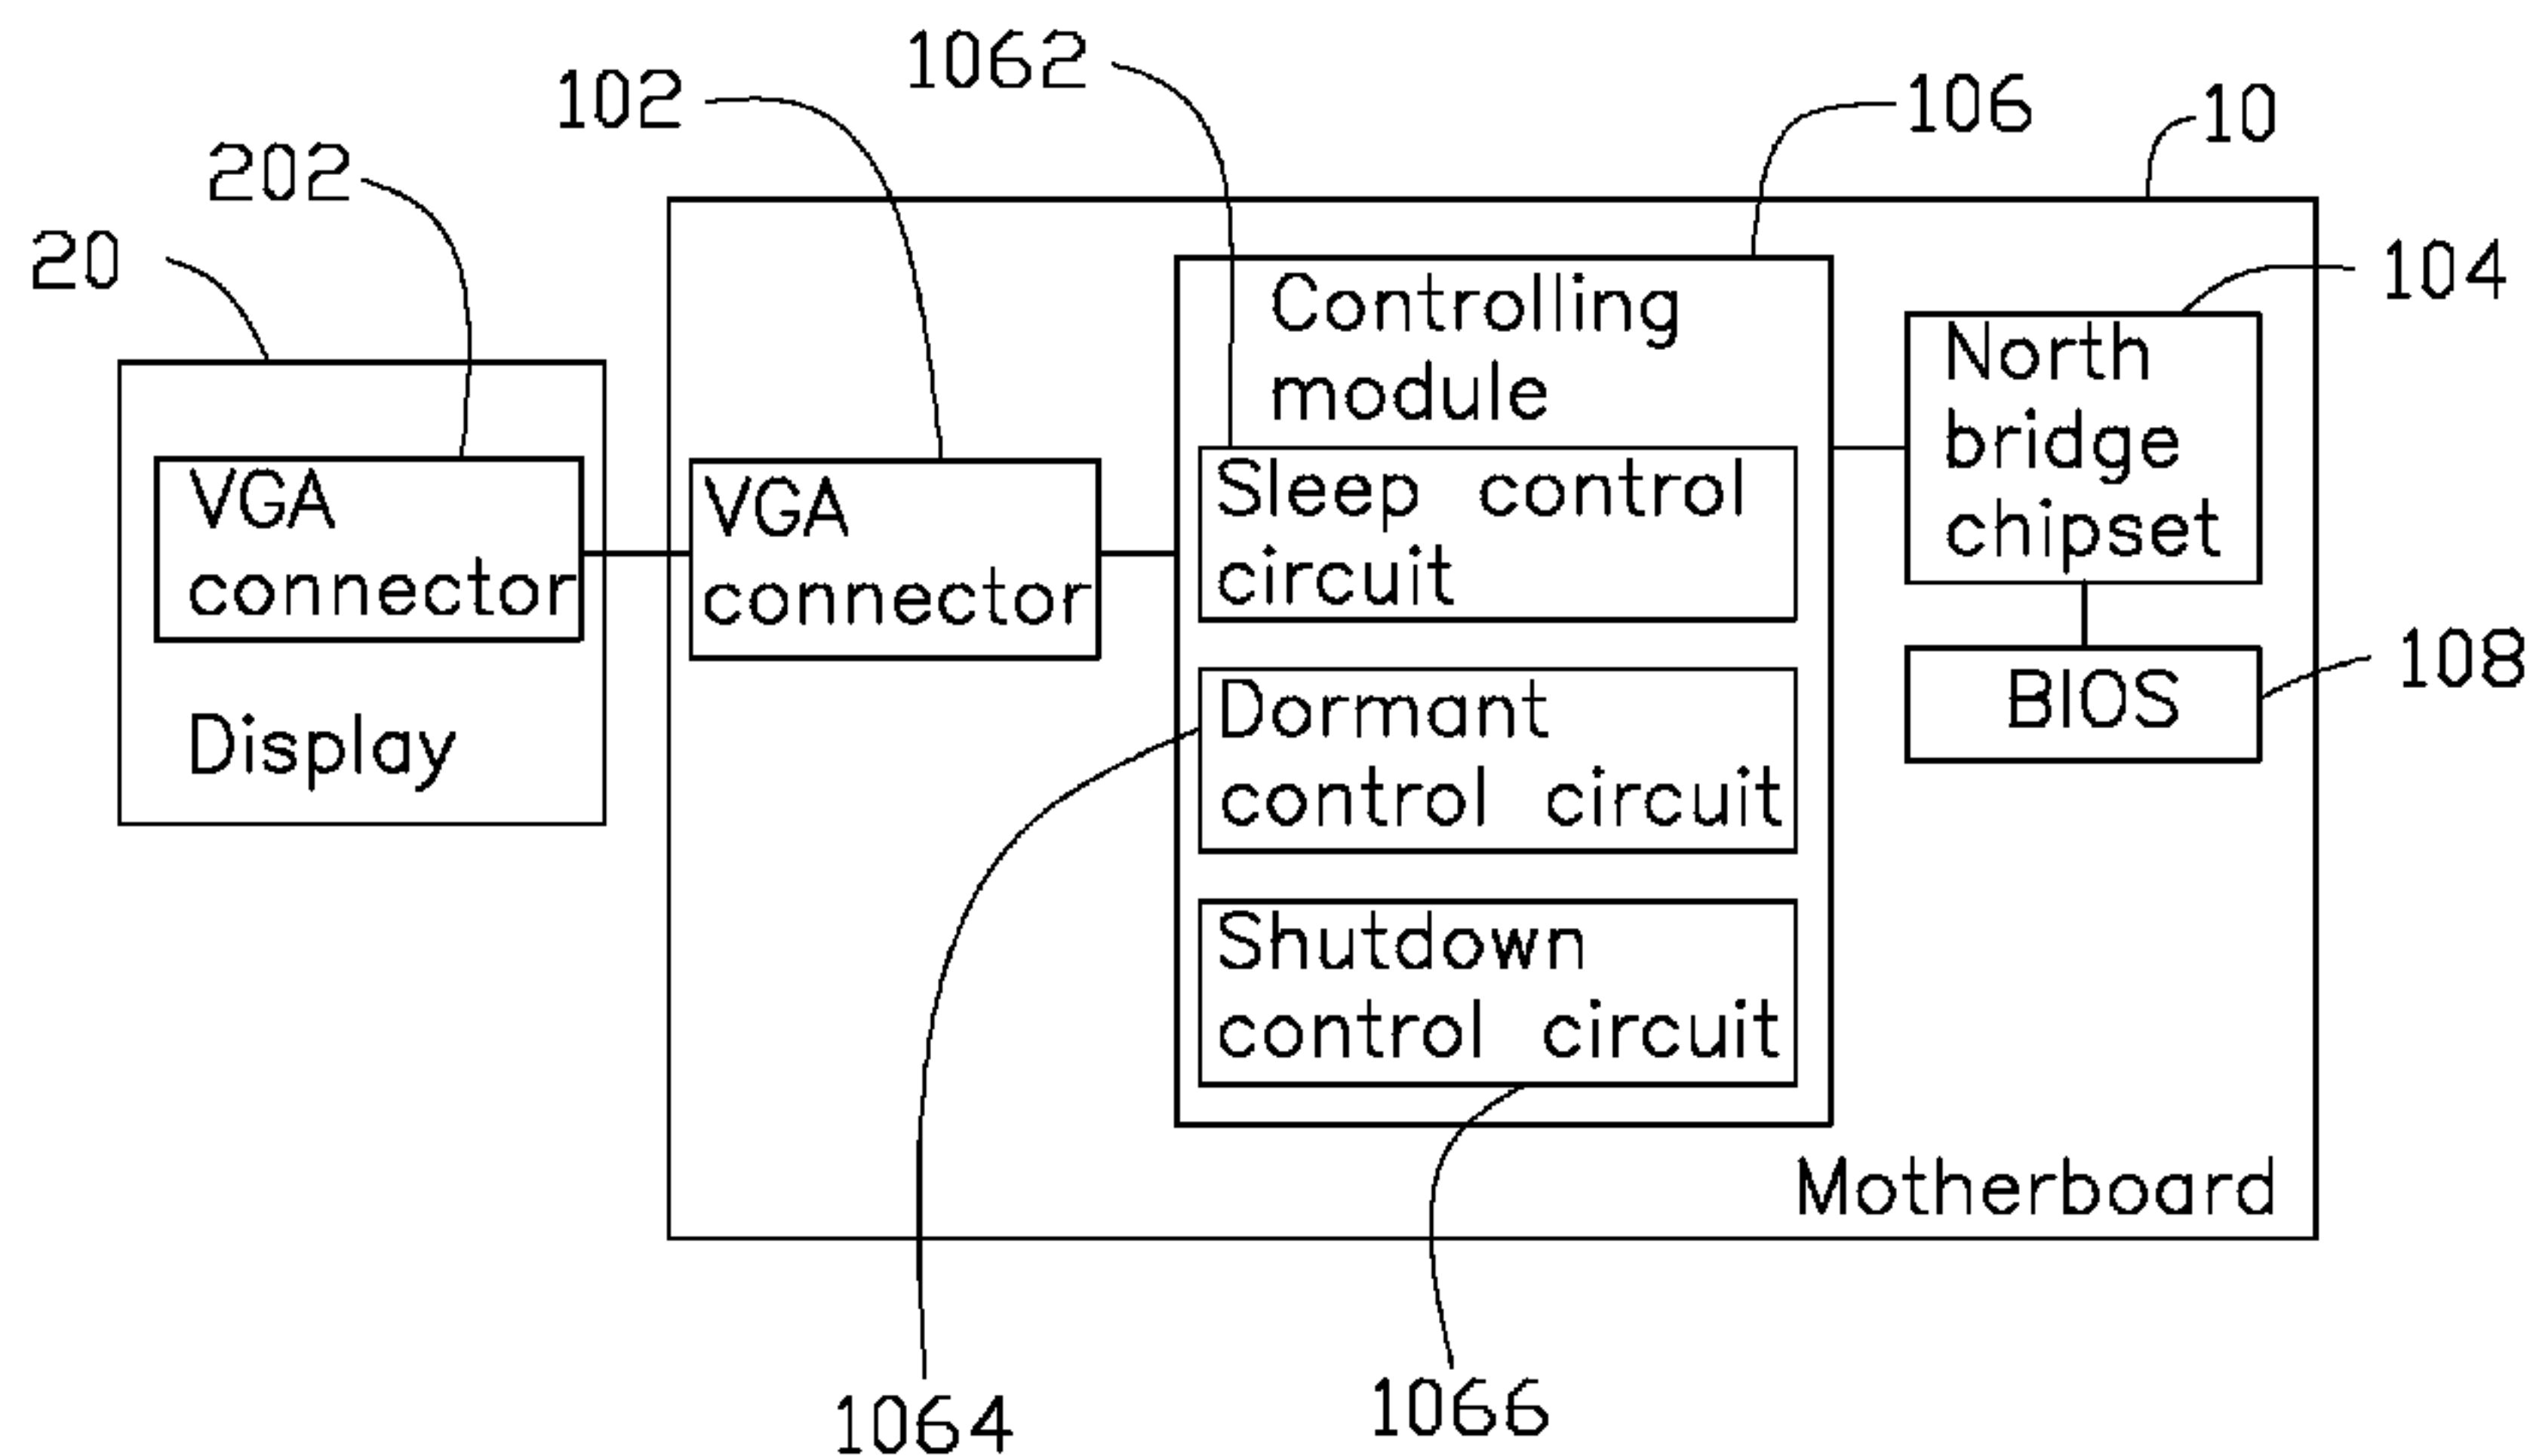 1062
102
106
10
202
20
104
Controlling
module
North
bridge
chipset
VGA
connector
VGA
connector
Sleep control
circuit
108
BIOS
Display
Dormant
control circuit
Shutdown
control circuit
Motherboard
1064
1066